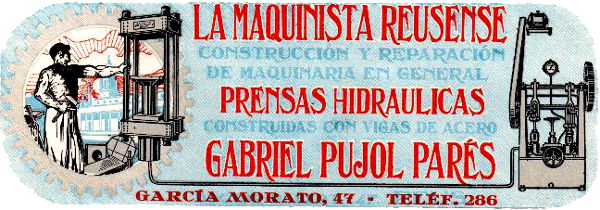 LA MAQUINISTA REUSENSE
CONSTRUCCIÓN Y REPARACIÓN
DE MAQUINARIA EN GENERAL
PRENSAS HIDRAULICAS
CONSTRUIDAS CON VIGAS DE ACERO
GABRIEL PUJOL PARÉS
GARCÍA MORATO, 47 - TELÉF. 286